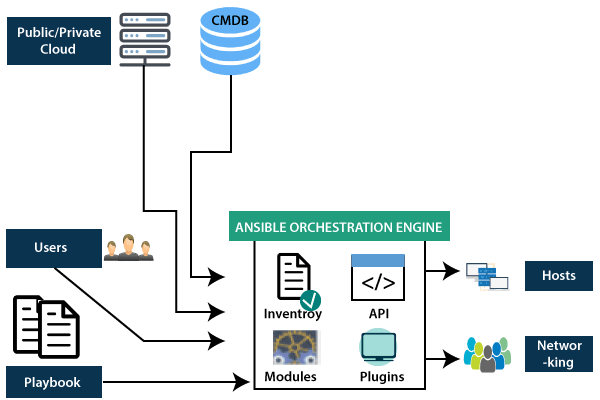 Public/Private
Cloud
CMDB
ANSIBLE ORCHESTRATION ENGINE
Users
</>
Inventroy
API
Hosts
Modules
Plugins
Networ
-king
Playbook